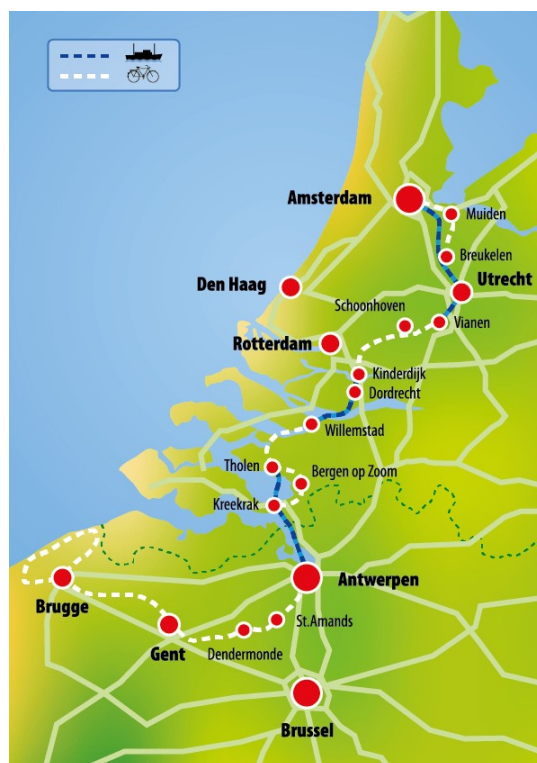 Amsterdam
Muiden
Breukelen
Den Haag
Utrecht
Schoonhoven
Vianen
Rotterdam
Kinderdijk
Dordrecht
Willemstad
Tholen
Bergen op Zoom
Kreekrak
Antwerpen
Brugge
St.Amands
Gent
Dendermonde
Brussel